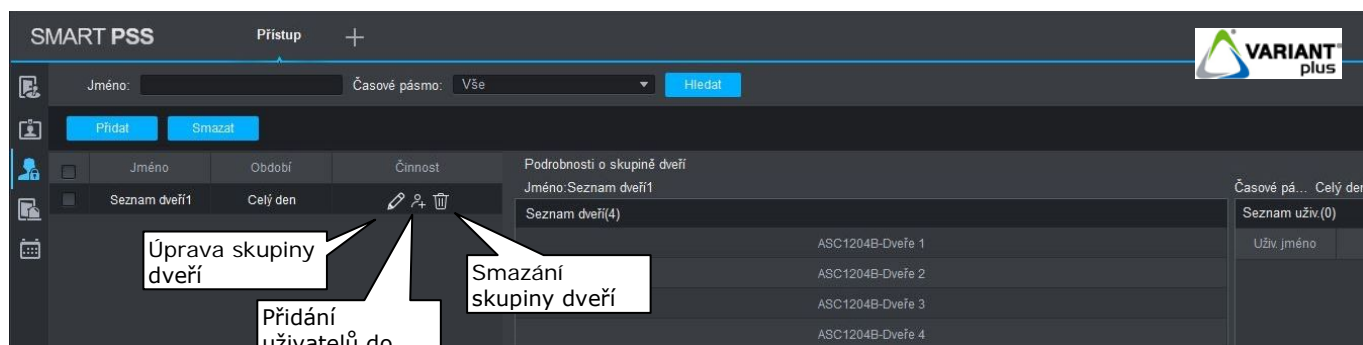 SMART PSS
Přístup
VARIANT
plus
Jméno:
Časové pásmo:
Vše
Hledat
Přidat
Smazat
Jméno
Období
Činnost
Seznam dveří1
Celý den
Podrobnosti o skupině dveří
Jméno:Seznam dveří1
Časové pá... Celý den
Seznam dveří(4)
Seznam uživ.(0)
Uživ. jméno
ASC1204B-Dveře 1
ASC1204B-Dveře 2
ASC1204B-Dveře 3
ASC1204B-Dveře 4
Úprava skupiny
dveří
Smazání
skupiny dveří
Přidání
uživatelů do